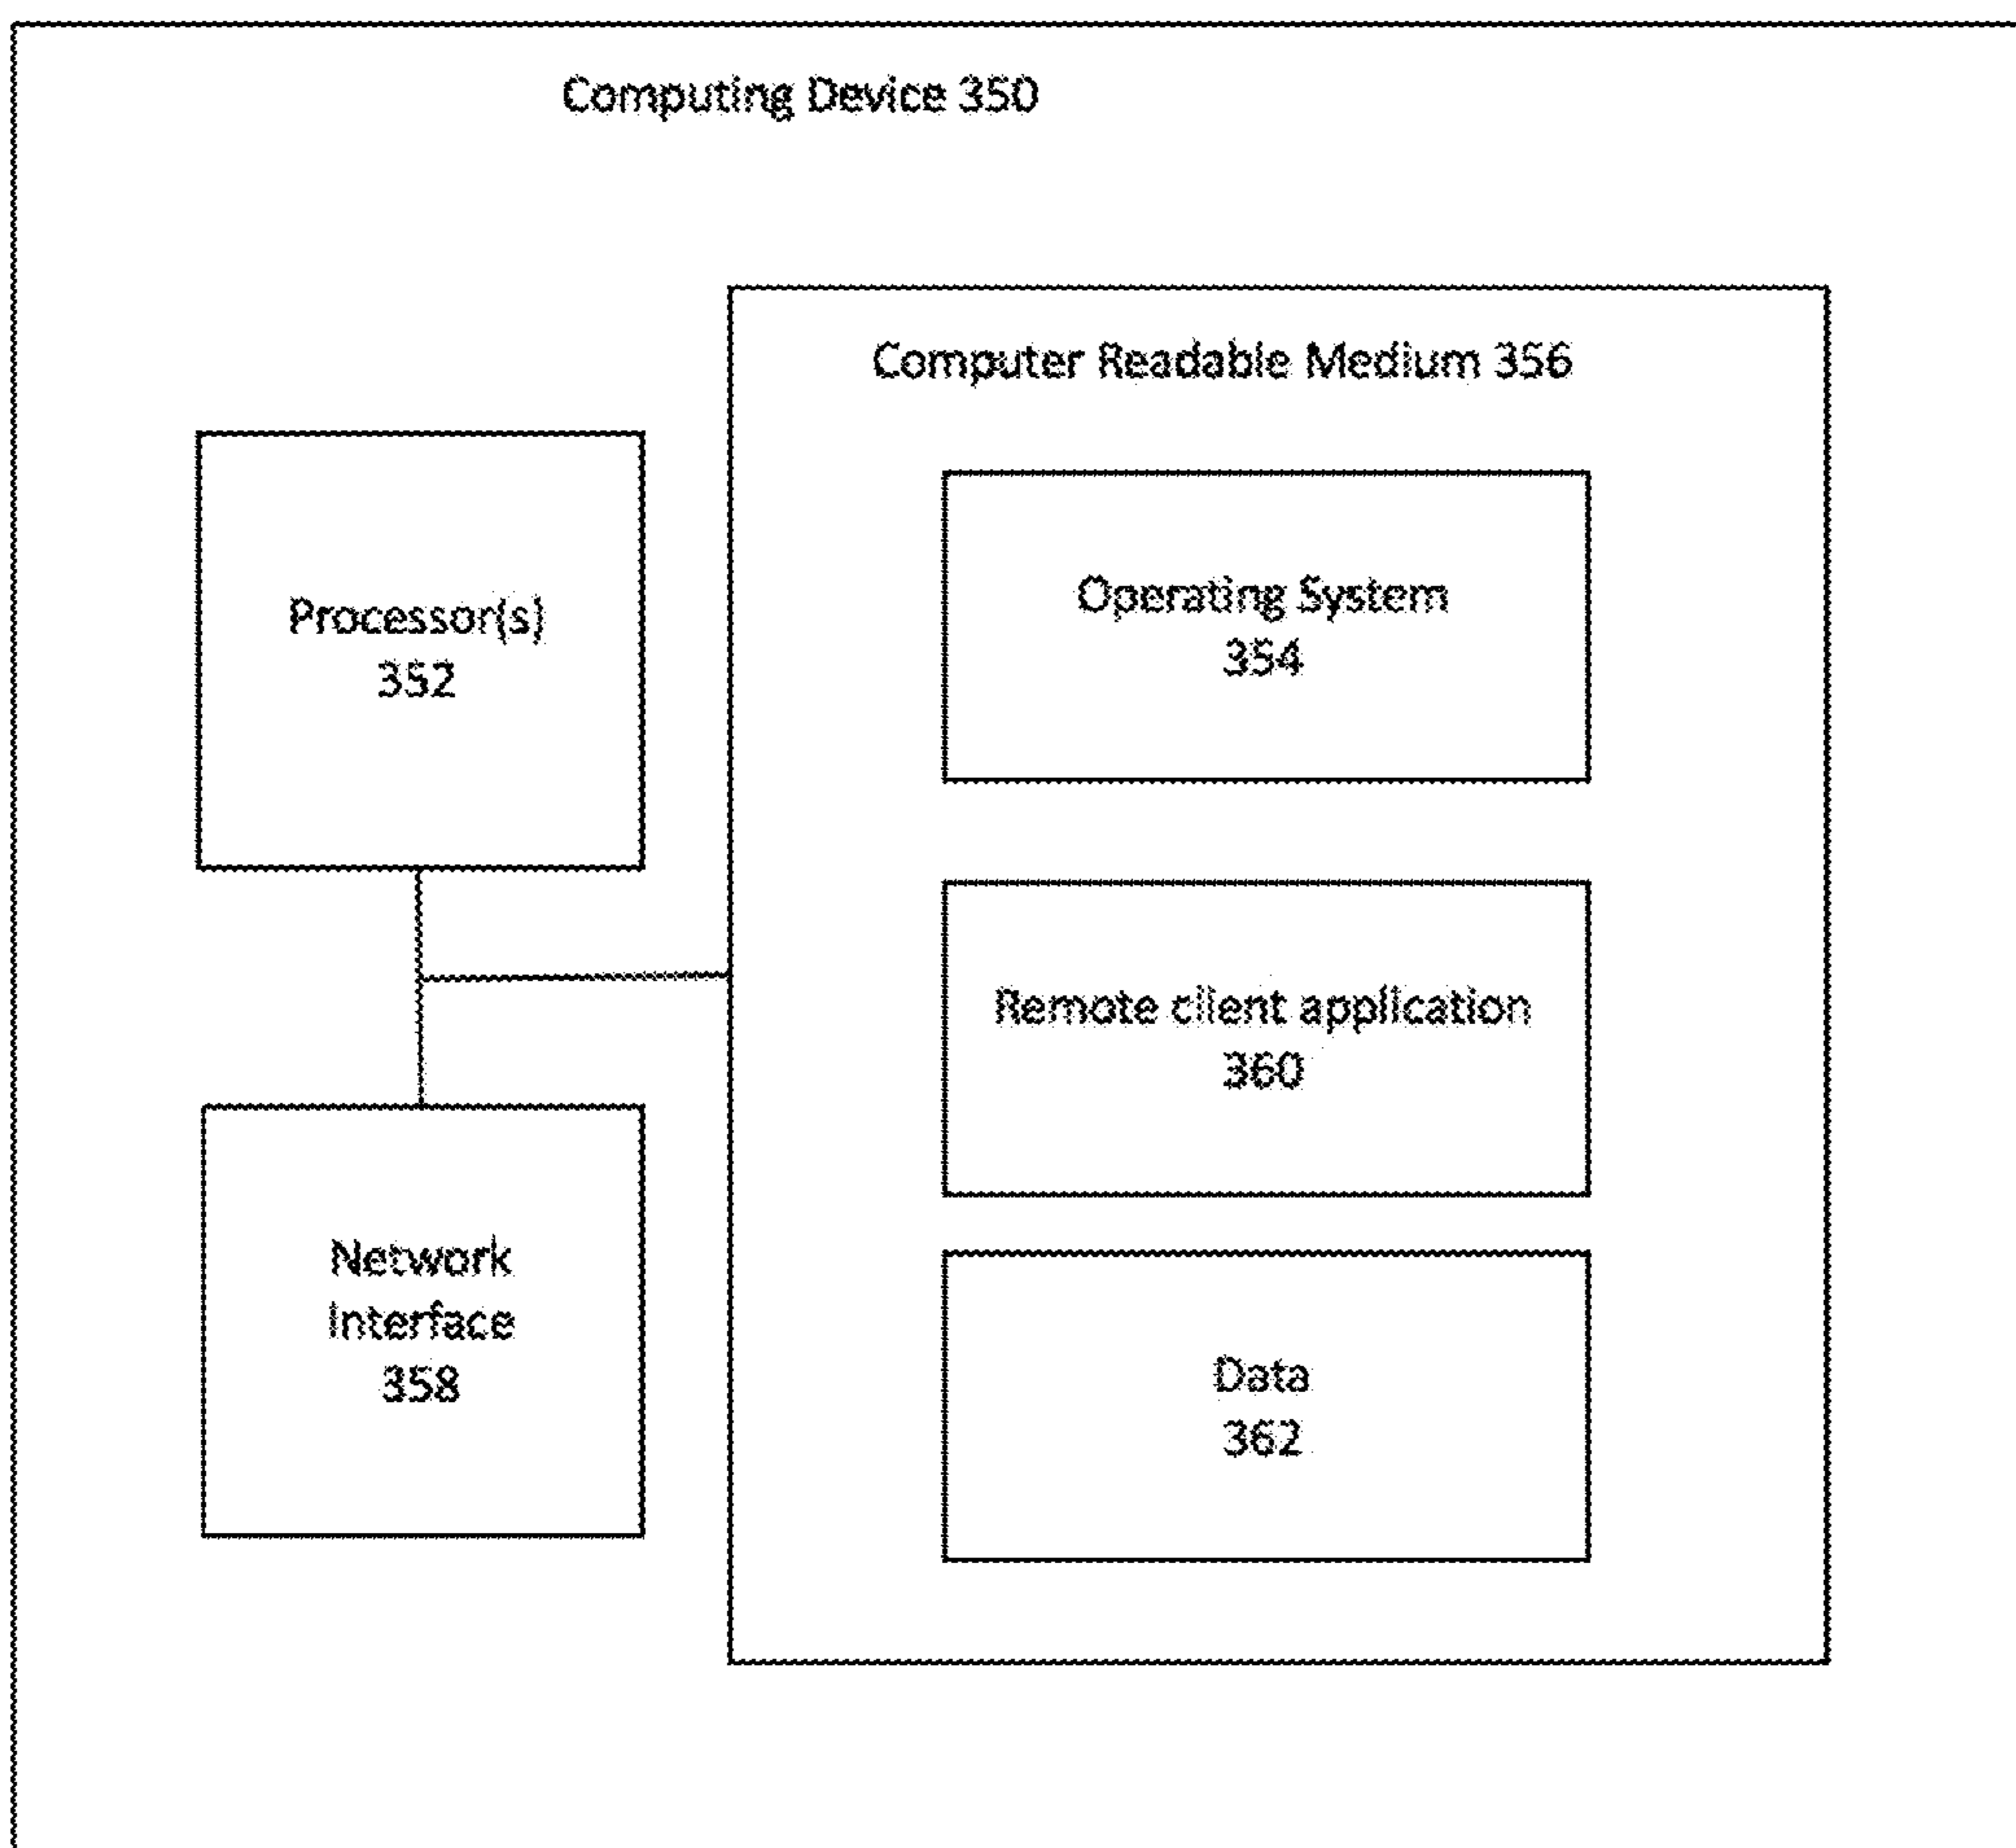 Computing Device 350
Computer Readable Medium 356
Processor(s)
352
Operating System
354
Remote client application
360
Network
Interface
358
Data
362